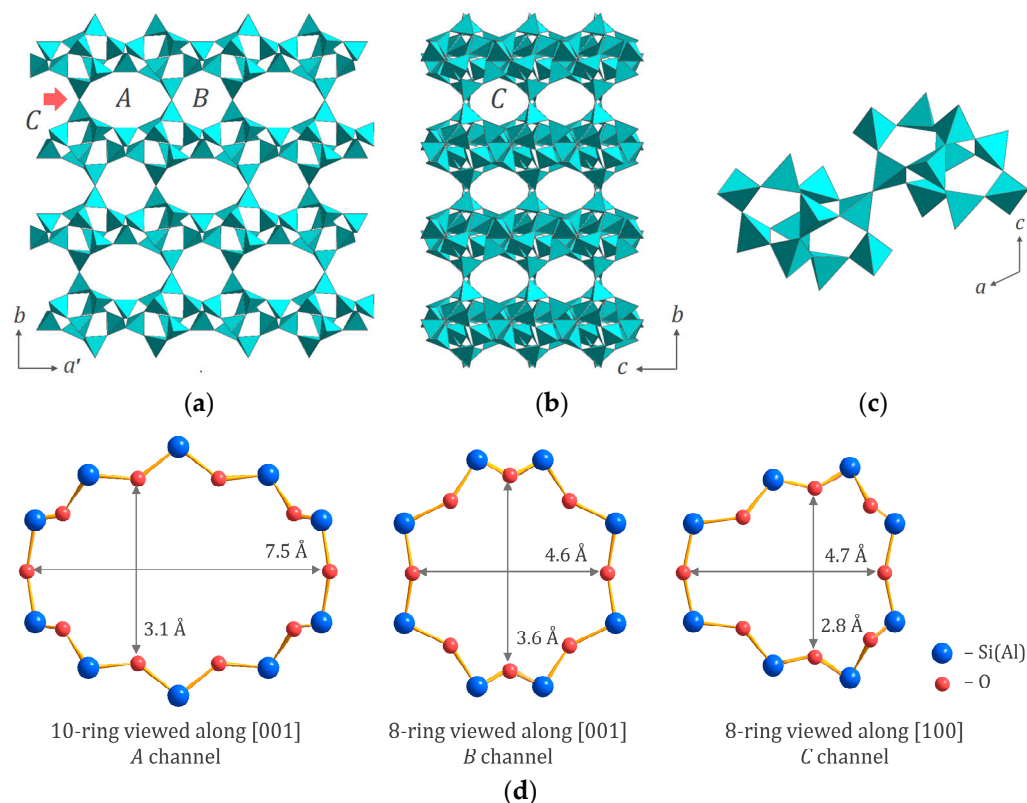 A
B
C
b
a′
(a)
C
b
c
(b)
c
a
(c)
7.5 Å
3.1 Å
10-ring viewed along [001]
A channel
4.6 Å
3.6 Å
8-ring viewed along [001]
B channel
4.7 Å
2.8 Å
8-ring viewed along [100]
C channel
– Si(Al)
– O
(d)